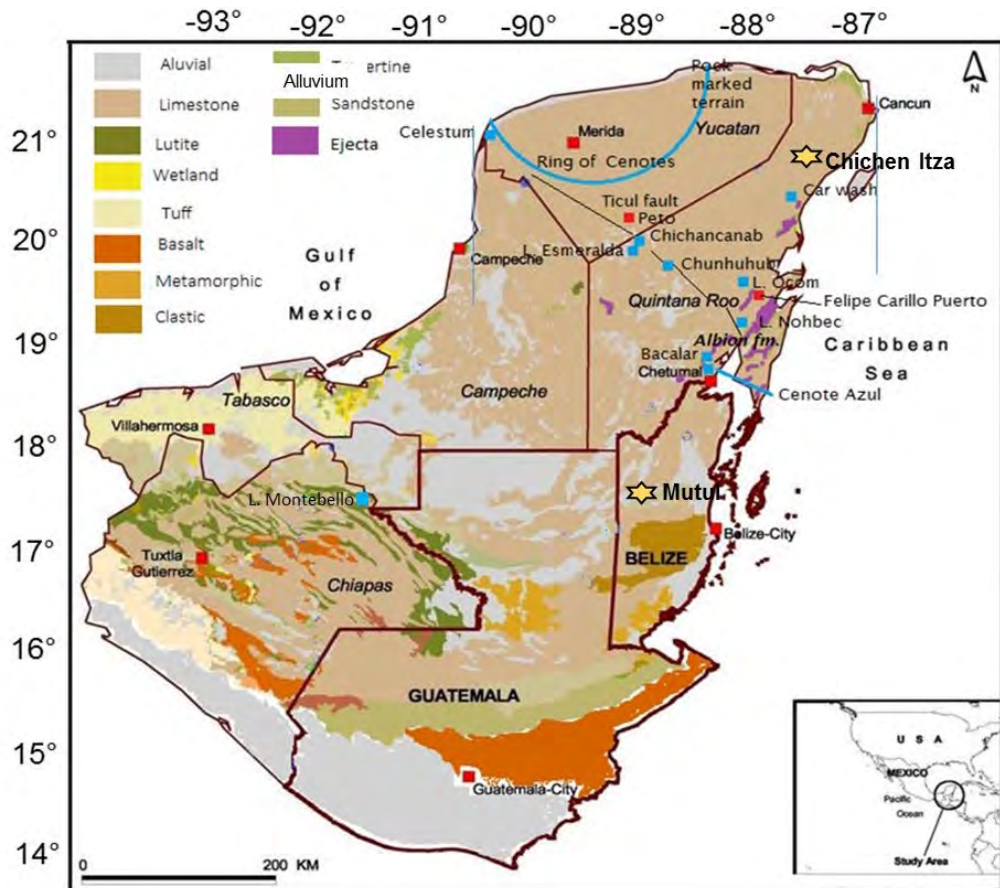 -93° -92° -91° -90° -89° -88° -87°
21°
20°
19°
18°
17°
16°
15°
14°
Aluvial
Limestone
Lutite
Wetland
Tuff
Basalt
Metamorphic
Clastic
Alluvium
Sandstone
Ejecta
N
marked
terrain
Yucatan
Cancun
Celestum
Merida
Ring of Cenotes
Chichen Itza
Car wash
Ticul fault
Peto
Chichancanab
L. Esmeralda
Campeche
Chunhuhub
L. Ocom
Quintana Roo
Felipe Carillo Puerto
L. Nohbec
Albion fm.
Bacalar
Chetumal
Cenote Azul
Gulf
of
Mexico
Caribbean
Sea
Campeche
Tabasco
Villahermosa
L. Montebello
Mutul
Belize-City
BELIZE
Tuxtla
Gutierrez
Chiapas
GUATEMALA
Guatemala-City
0 200 KM
U S A
MEXICO
Pacific
Ocean
Study Area